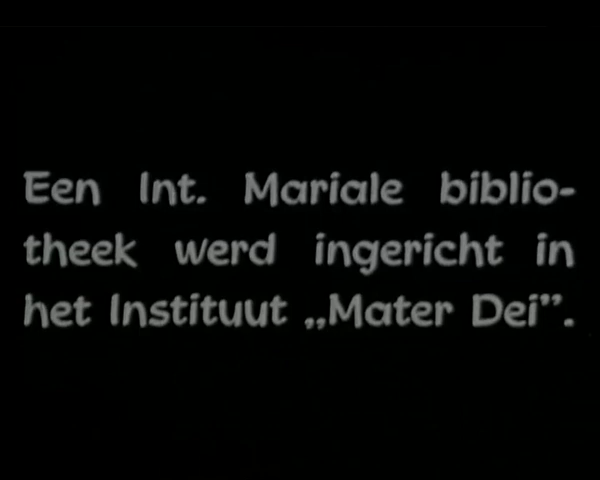 Een Int. Mariale biblio-
theek werd ingericht in
het Instituut „Mater Dei”.